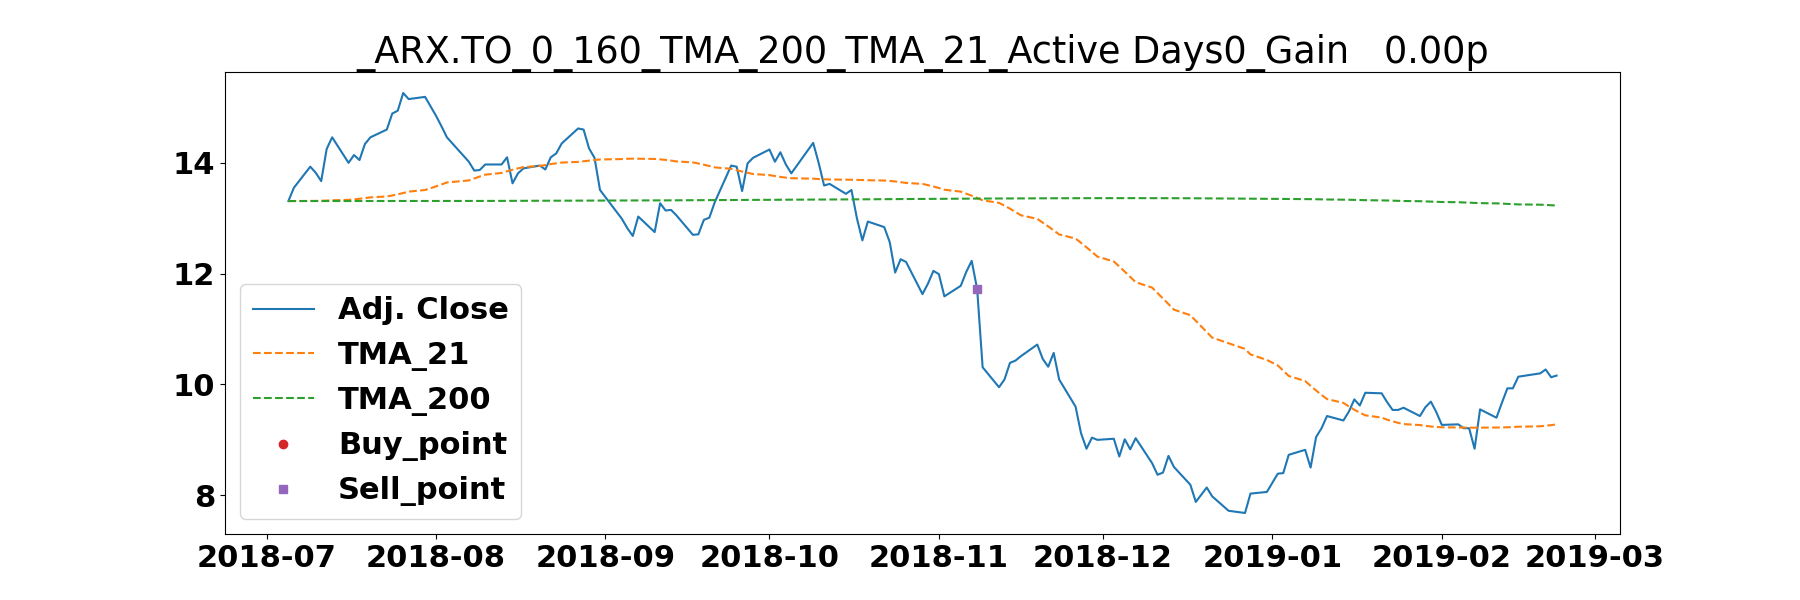 _ARX.TO_0_160_TMA_200_TMA_21_Active Days0_Gain   0.00p
14
12
10
8
Adj. Close
TMA_21
TMA_200
Buy_point
Sell_point
2018-07 2018-08 2018-09 2018-10 2018-11 2018-12 2019-01 2019-02 2019-03